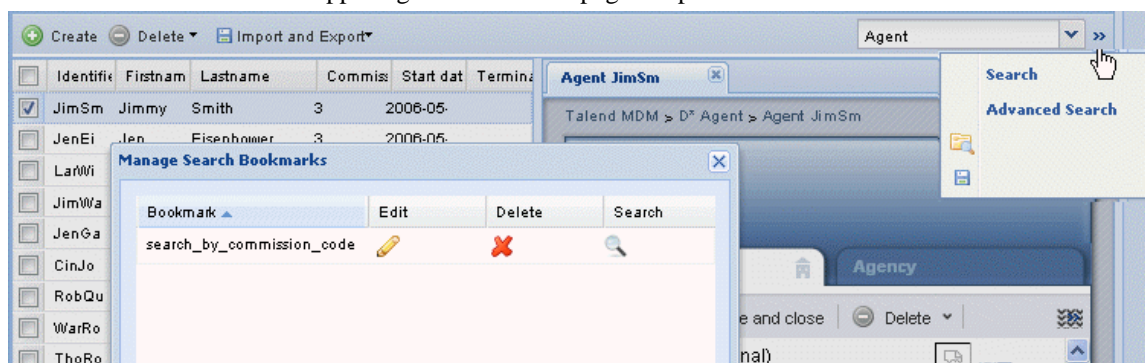 Create Delete Import and Export Agent
Identifie Firstnam Lastname Commiss Start dat Termina
Agent JimSm
Search
Advanced Search
JimSm Jimmy Smith 3 2006-05-
Talend MDM > D* Agent > Agent JimSm
JenEi Jen Eisenhower 3 2006-05-
LarWi
Manage Search Bookmarks
JimWa
Bookmark Edit Delete Search
JenGa
search_by_commission_code
CinJo
Agency
RobQu
WarRo
e and close Delete
ThoRo
nal)